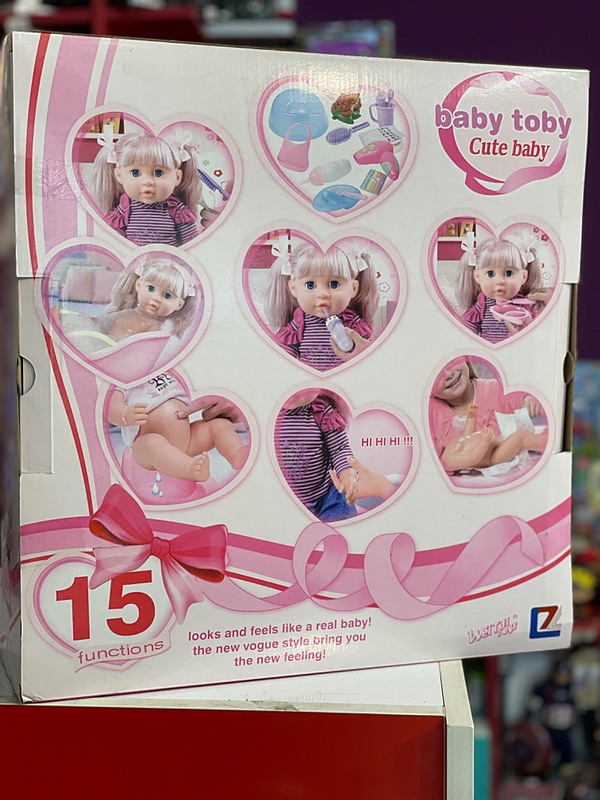 baby toby
Cute baby
HI HI HI !!!
15
functions
looks and feels like a real baby!
the new vogue style bring you
the new feeling!